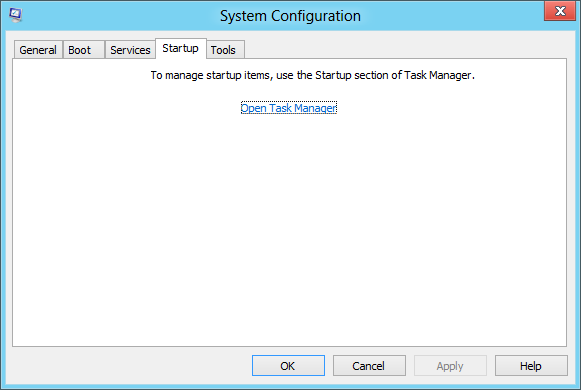 System Configuration
General Boot Services Startup Tools
To manage startup items, use the Startup section of Task Manager.
Open Task Manager
OK Cancel Apply Help